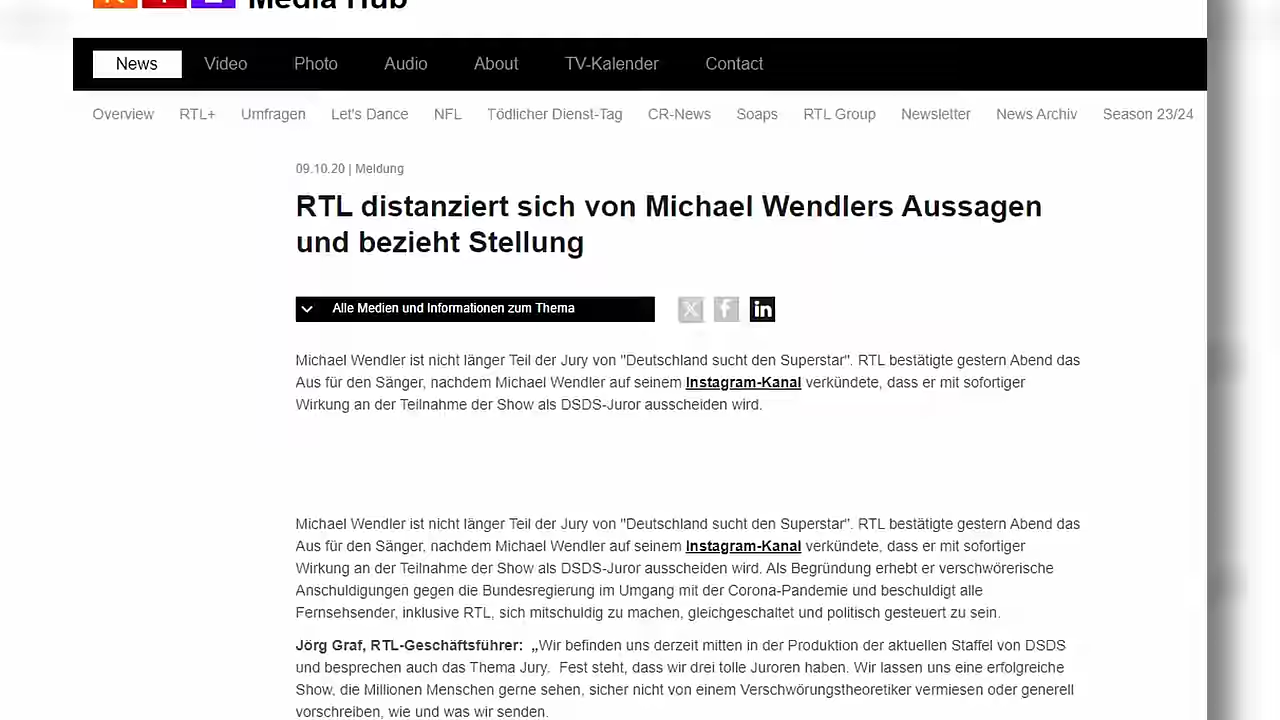 Media Hub
News Video Photo Audio About TV-Kalender Contact
Overview RTL+ Umfragen Let's Dance NFL Tödlicher Dienst-Tag CR-News Soaps RTL Group Newsletter News Archiv Season 23/24
09.10.20 | Meldung
RTL distanziert sich von Michael Wendlers Aussagen
und bezieht Stellung
Alle Medien und Informationen zum Thema
Michael Wendler ist nicht länger Teil der Jury von "Deutschland sucht den Superstar". RTL bestätigte gestern Abend das
Aus für den Sänger, nachdem Michael Wendler auf seinem Instagram-Kanal verkündete, dass er mit sofortiger
Wirkung an der Teilnahme der Show als DSDS-Juror ausscheiden wird.
Michael Wendler ist nicht länger Teil der Jury von "Deutschland sucht den Superstar". RTL bestätigte gestern Abend das
Aus für den Sänger, nachdem Michael Wendler auf seinem Instagram-Kanal verkündete, dass er mit sofortiger
Wirkung an der Teilnahme der Show als DSDS-Juror ausscheiden wird. Als Begründung erhebt er verschwörerische
Anschuldigungen gegen die Bundesregierung im Umgang mit der Corona-Pandemie und beschuldigt alle
Fernsehsender, inklusive RTL, sich mitschuldig zu machen, gleichgeschaltet und politisch gesteuert zu sein.
Jörg Graf, RTL-Geschäftsführer: „Wir befinden uns derzeit mitten in der Produktion der aktuellen Staffel von DSDS
und besprechen auch das Thema Jury. Fest steht, dass wir drei tolle Juroren haben. Wir lassen uns eine erfolgreiche
Show, die Millionen Menschen gerne sehen, sicher nicht von einem Verschwörungstheoretiker vermiesen oder generell
vorschreiben, wie und was wir senden.